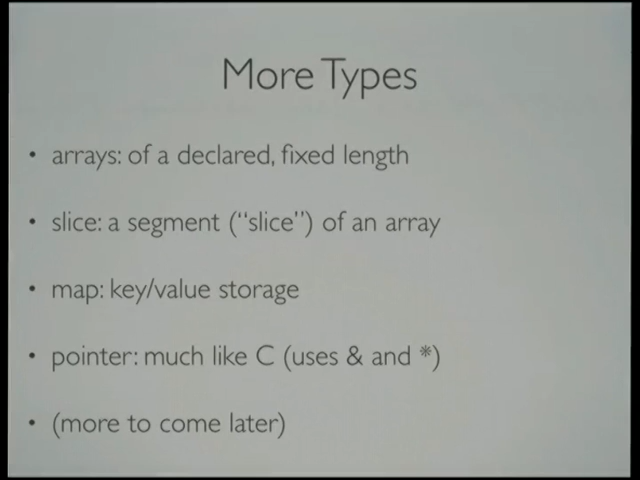 More Types
• arrays: of a declared, fixed length
• slice: a segment (“slice”) of an array
• map: key/value storage
• pointer: much like C (uses & and *)
• (more to come later)